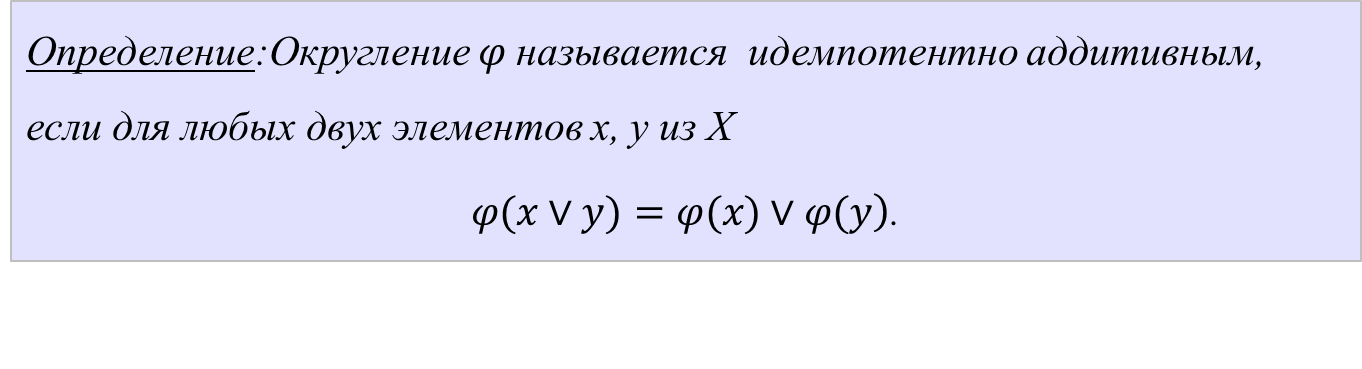 Определение:Округление φ называется идемпотентно аддитивным,
если для любых двух элементов x, y из X
φ(x ∨ y) = φ(x) ∨ φ(y).